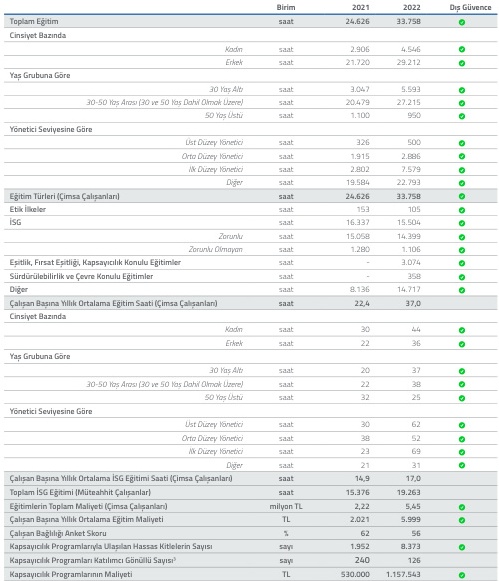 Birim 2021 2022 Dış Güvence
Toplam Eğitim saat 24.626 33.758
Cinsiyet Bazında
Kadın saat 2.906 4.546
Erkek saat 21.720 29.212
Yaş Grubuna Göre
30 Yaş Altı saat 3.047 5.593
30-50 Yaş Arası (30 ve 50 Yaş Dahil Olmak Üzere) saat 20.479 27.215
50 Yaş Üstü saat 1.100 950
Yönetici Seviyesine Göre
Üst Düzey Yönetici saat 326 500
Orta Düzey Yönetici saat 1.915 2.886
İlk Düzey Yönetici saat 2.802 7.579
Diğer saat 19.584 22.793
Eğitim Türleri (Çimsa Çalışanları) saat 24.626 33.758
Etik İlkeler saat 153 105
İSG saat 16.337 15.504
Zorunlu saat 15.058 14.399
Zorunlu Olmayan saat 1.280 1.106
Eşitlik, Fırsat Eşitliği, Kapsayıcılık Konulu Eğitimler saat - 3.074
Sürdürülebilirlik ve Çevre Konulu Eğitimler saat - 358
Diğer saat 8.136 14.717
Çalışan Başına Yıllık Ortalama Eğitim Saati (Çimsa Çalışanları) saat 22,4 37,0
Cinsiyet Bazında
Kadın saat 30 44
Erkek saat 22 36
Yaş Grubuna Göre
30 Yaş Altı saat 20 37
30-50 Yaş Arası (30 ve 50 Yaş Dahil Olmak Üzere) saat 22 38
50 Yaş Üstü saat 32 25
Yönetici Seviyesine Göre
Üst Düzey Yönetici saat 30 62
Orta Düzey Yönetici saat 38 52
İlk Düzey Yönetici saat 23 69
Diğer saat 21 31
Çalışan Başına Yıllık Ortalama İSG Eğitimi Saati (Çimsa Çalışanları) saat 14,9 17,0
Toplam İSG Eğitimi (Müteahhit Çalışanlar) saat 15.376 19.263
Eğitimlerin Toplam Maliyeti (Çimsa Çalışanları) milyon TL 2,22 5,45
Çalışan Başına Yıllık Ortalama Eğitim Maliyeti TL 2.021 5.999
Çalışan Bağlılığı Anket Skoru % 62 56
Kapsayıcılık Programlarıyla Ulaşılan Hassas Kitlelerin Sayısı sayı 1.952 8.373
Kapsayıcılık Programları Katılımcı Gönüllü Sayısı⁵ sayı 240 126
Kapsayıcılık Programlarının Maliyeti TL 530.000 1.157.543